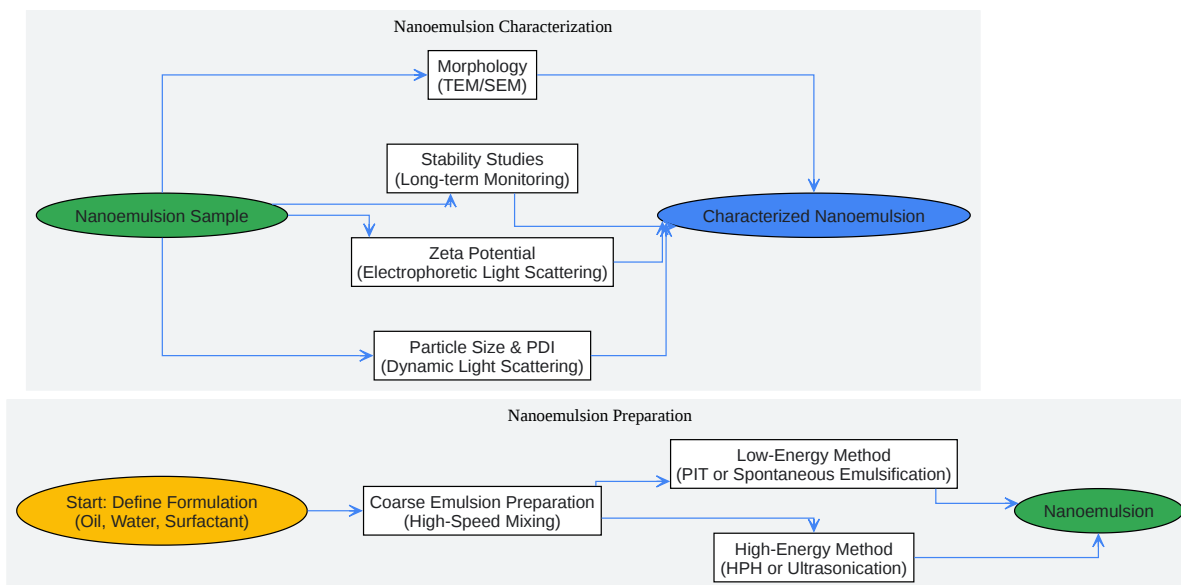 Nanoemulsion Characterization
Morphology
(TEM/SEM)
Stability Studies
(Long-term Monitoring)
Nanoemulsion Sample
Characterized Nanoemulsion
Zeta Potential
(Electrophoretic Light Scattering)
Particle Size & PDI
(Dynamic Light Scattering)
Nanoemulsion Preparation
Low-Energy Method
(PIT or Spontaneous Emulsification)
Start: Define Formulation
(Oil, Water, Surfactant)
Coarse Emulsion Preparation
(High-Speed Mixing)
Nanoemulsion
High-Energy Method
(HPH or Ultrasonication)